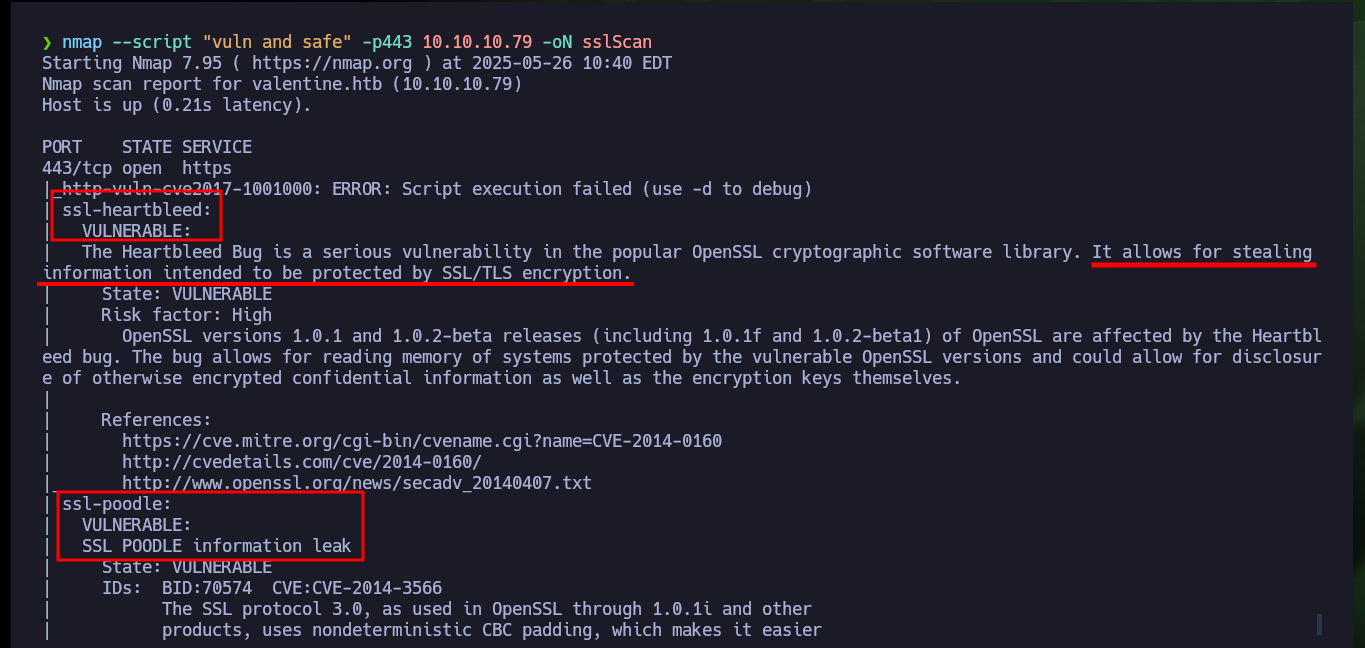 ❯ nmap --script "vuln and safe" -p443 10.10.10.79 -oN sslScan
Starting Nmap 7.95 ( https://nmap.org ) at 2025-05-26 10:40 EDT
Nmap scan report for valentine.htb (10.10.10.79)
Host is up (0.21s latency).

PORT    STATE SERVICE
443/tcp open  https
|_http-vuln-cve2017-1001000: ERROR: Script execution failed (use -d to debug)
| ssl-heartbleed:
|   VULNERABLE:
|   The Heartbleed Bug is a serious vulnerability in the popular OpenSSL cryptographic software library. It allows for stealing
information intended to be protected by SSL/TLS encryption.
|     State: VULNERABLE
|     Risk factor: High
|       OpenSSL versions 1.0.1 and 1.0.2-beta releases (including 1.0.1f and 1.0.2-beta1) of OpenSSL are affected by the Heartbl
eed bug. The bug allows for reading memory of systems protected by the vulnerable OpenSSL versions and could allow for disclosur
e of otherwise encrypted confidential information as well as the encryption keys themselves.
|
|     References:
|       https://cve.mitre.org/cgi-bin/cvename.cgi?name=CVE-2014-0160
|       http://cvedetails.com/cve/2014-0160/
|_      http://www.openssl.org/news/secadv_20140407.txt
| ssl-poodle:
|   VULNERABLE:
|   SSL POODLE information leak
|     State: VULNERABLE
|     IDs:  BID:70574  CVE:CVE-2014-3566
|           The SSL protocol 3.0, as used in OpenSSL through 1.0.1i and other
|           products, uses nondeterministic CBC padding, which makes it easier